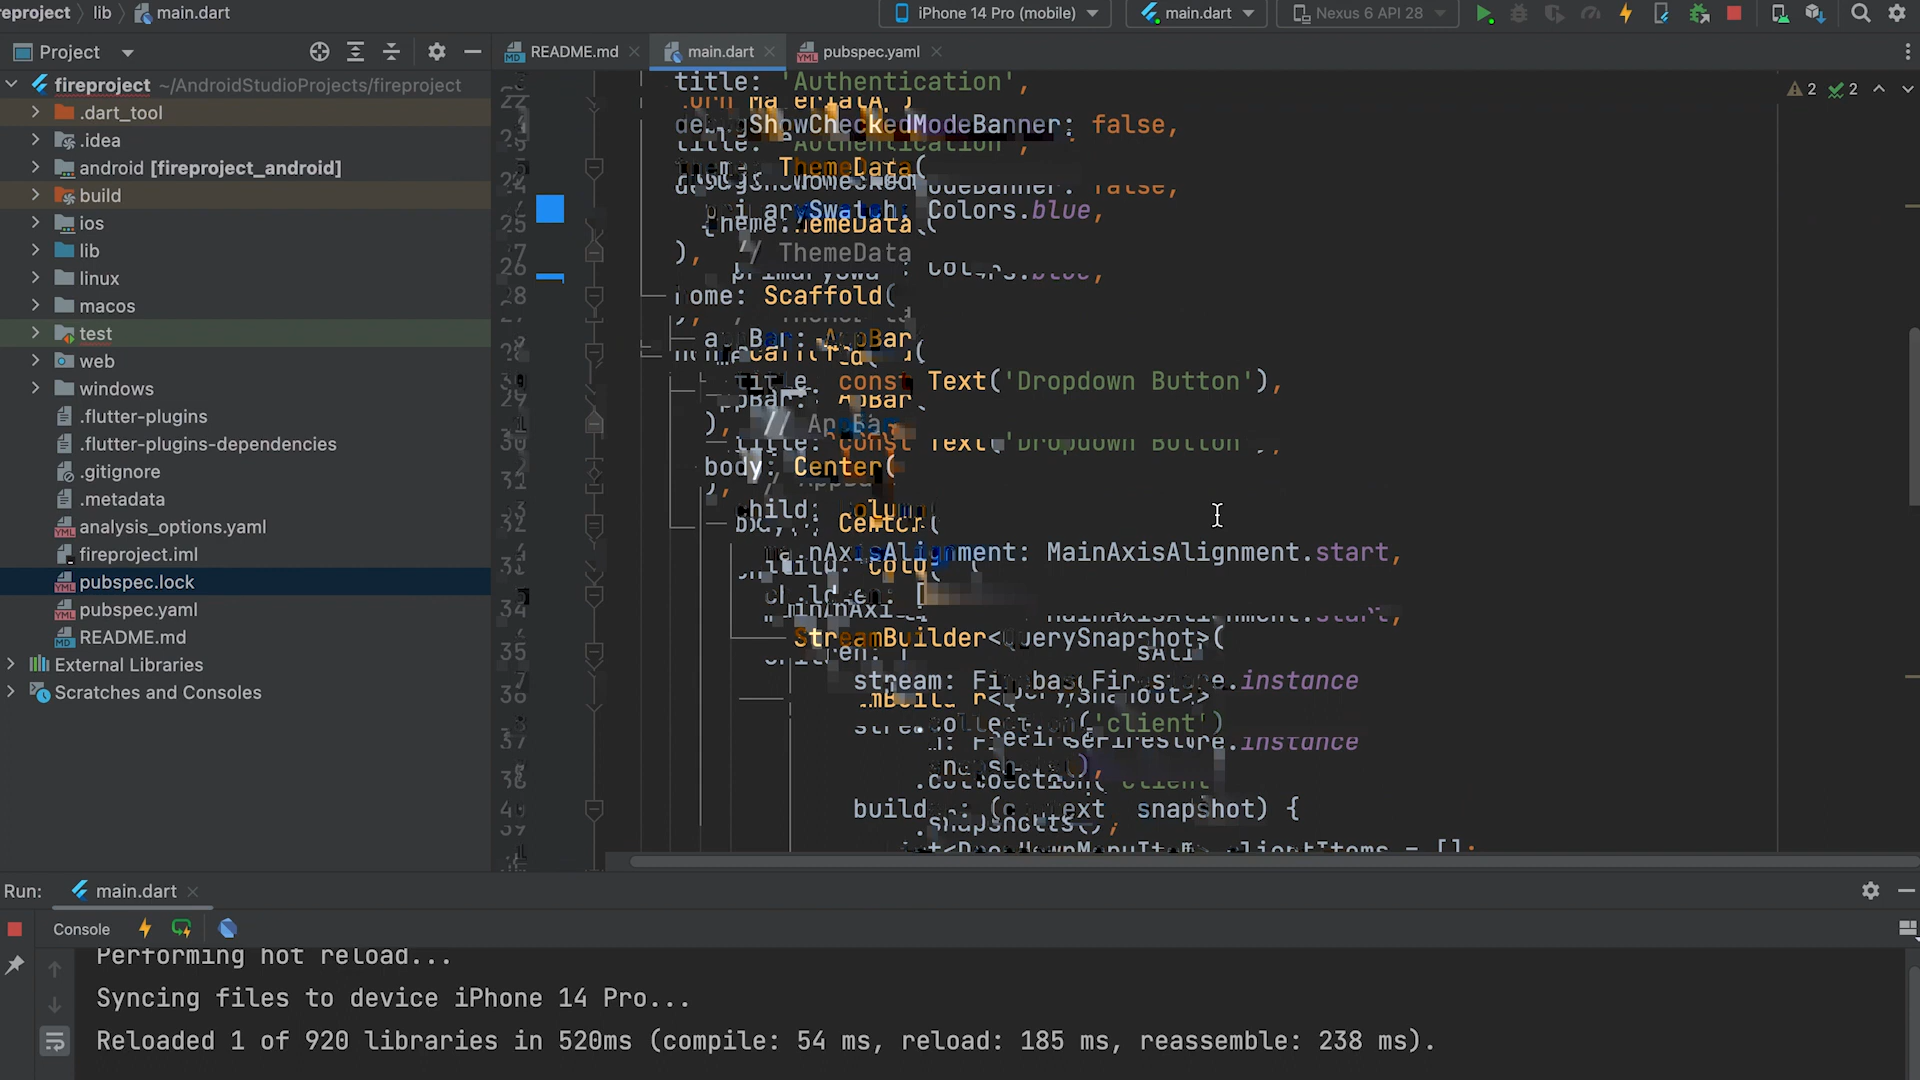 reproject lib main.dart
iPhone 14 Pro (mobile) main.dart Nexus 6 API 28
Project
README.md main.dart pubspec.yaml
fireproject ~/AndroidStudioProjects/fireproject
.dart_tool
.idea
android [fireproject_android]
build
ios
lib
linux
macos
test
web
windows
.flutter-plugins
.flutter-plugins-dependencies
.gitignore
.metadata
analysis_options.yaml
fireproject.iml
pubspec.lock
pubspec.yaml
README.md
External Libraries
Scratches and Consoles
2 2
title: 'Authentication',
debugShowCheckedModeBanner: false,
ThemeData(
Colors.blue,
), // ThemeData
home: Scaffold(
appBar: AppBar
title: const Text('Dropdown Button'),
), // AppBar
body: Center(
child:
MainAxisAlignment.start,
StreamBuilder<QuerySnapshot>(
stream: FirebaseFirestore.instance
.collection('client')
builder: (context, snapshot) {
clientItems = [];
Run: main.dart
Console
Performing hot reload...
Syncing files to device iPhone 14 Pro...
Reloaded 1 of 920 libraries in 520ms (compile: 54 ms, reload: 185 ms, reassemble: 238 ms).